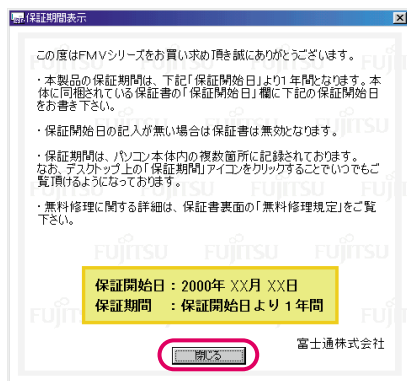 保証期間表示
この度はFMVシリーズをお買い求め頂き誠にありがとうございます。
・本製品の保証期間は、下記「保証開始日」より1年間となります。本
体に同梱されている保証書の「保証開始日」欄に下記の保証開始日
をお書き下さい。
・保証開始日の記入が無い場合は保証書は無効となります。
・保証期間は、パソコン本体内の複数箇所に記録されております。
なお、デスクトップ上の「保証期間」アイコンをクリックすることでいつでもご
覧頂けるようになっております。
・無料修理に関する詳細は、保証書裏面の「無料修理規定」をご覧
下さい。
保証開始日：2000年 XX月 XX日
保証期間　：保証開始日より１年間
富士通株式会社
閉じる